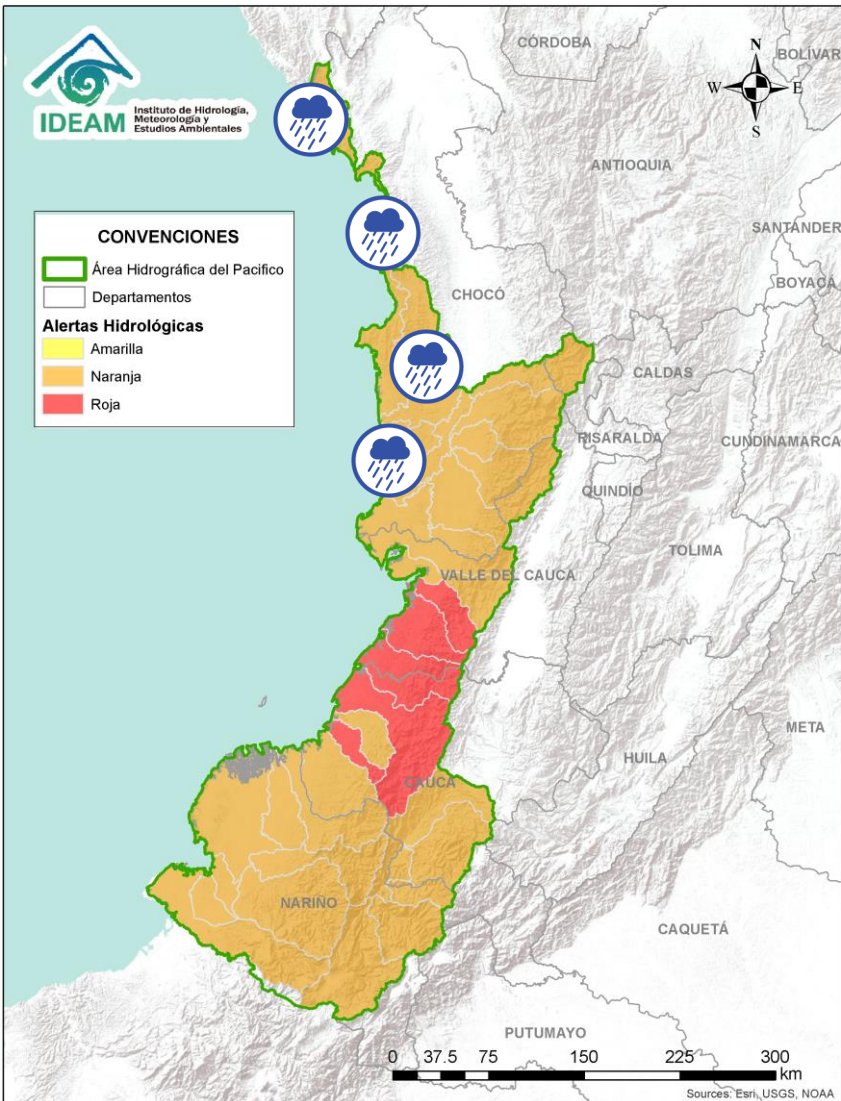 IDEAM
Instituto de Hidrología,
Meteorología y
Estudios Ambientales
N
W E
S
CÓRDOBA
BOLÍVAR
ANTIOQUIA
SANTANDER
BOYACÁ
CHOCÓ
CONVENCIONES
Área Hidrográfica del Pacifico
Departamentos
Alertas Hidrológicas
Amarilla
Naranja
Roja
CALDAS
RISARALDA
CUNDINAMARCA
QUINDÍO
TOLIMA
VALLE DEL CAUCA
META
HUILA
CAUCA
NARIÑO
CAQUETÁ
PUTUMAYO
0 37.5 75 150 225 300
km
Sources: Esri, USGS, NOAA